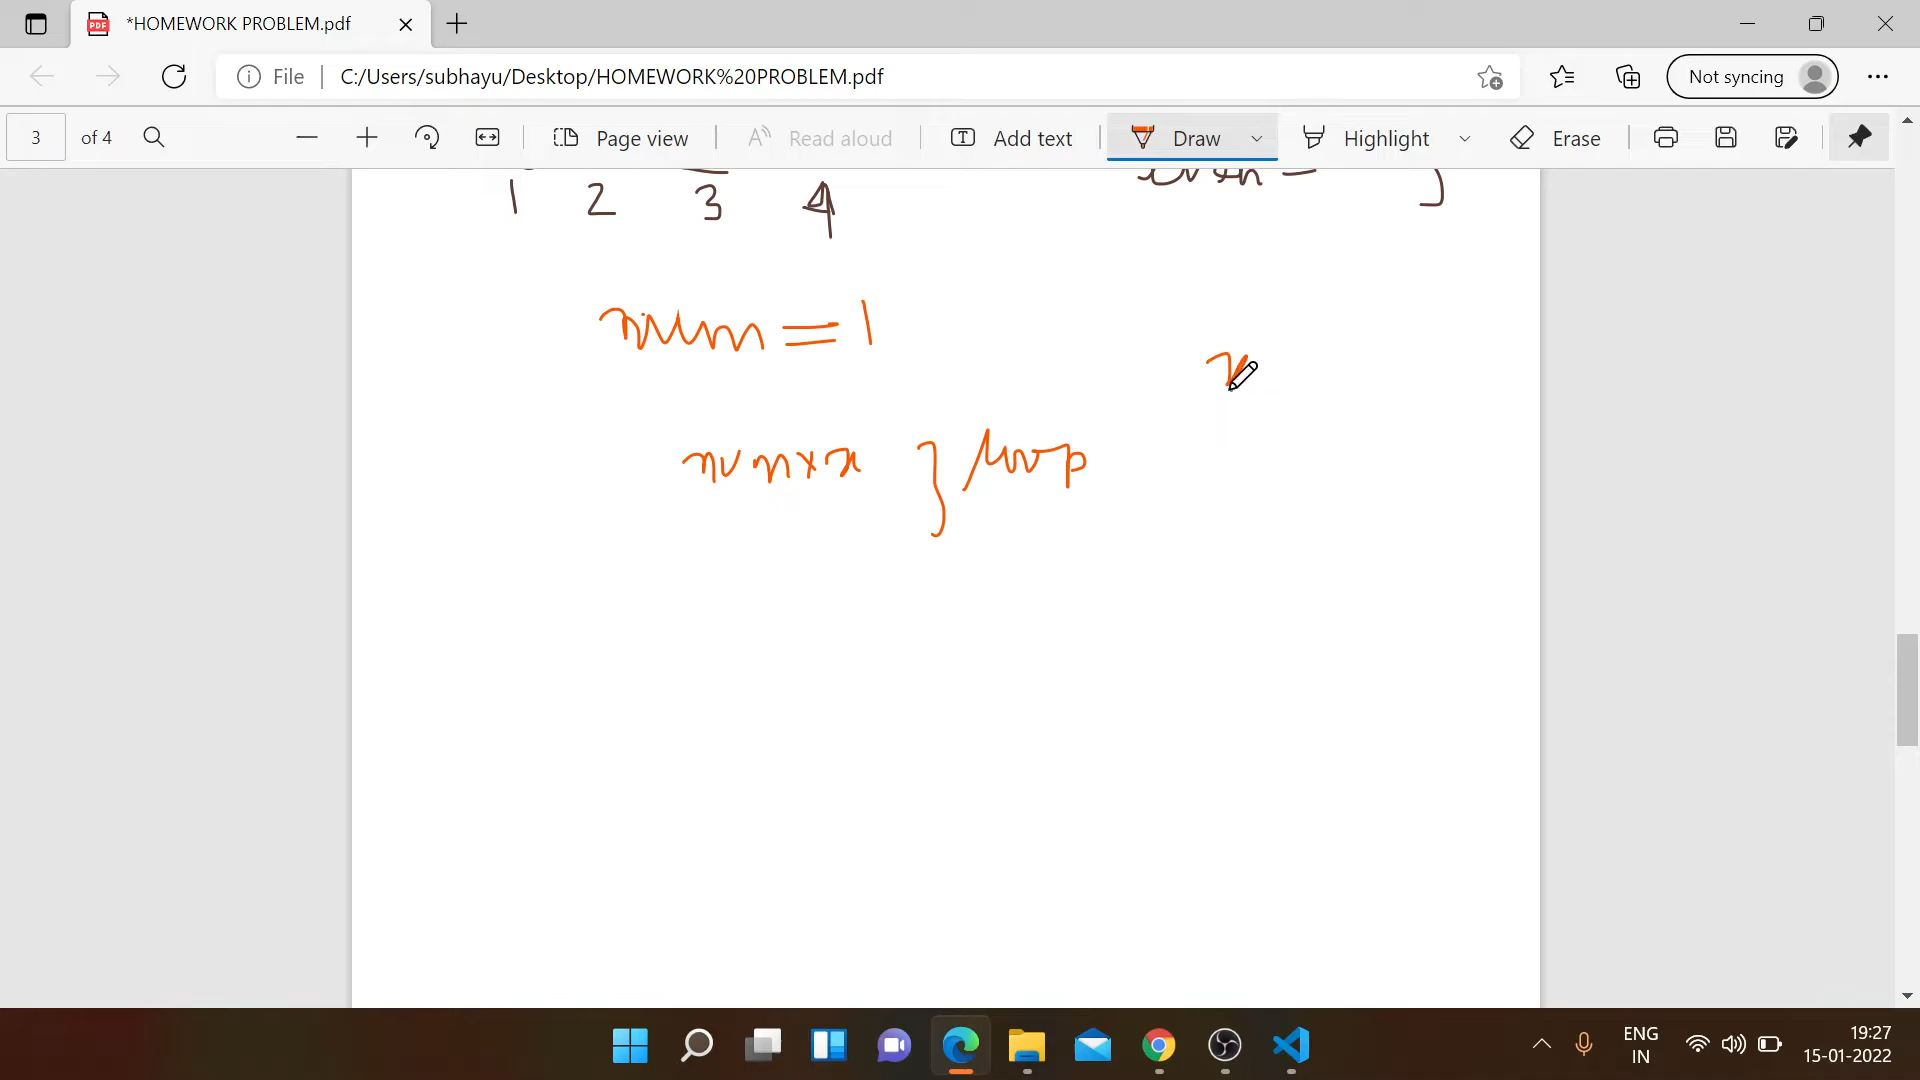 *HOMEWORK PROBLEM.pdf
File C:/Users/subhayu/Desktop/HOMEWORK%20PROBLEM.pdf Not syncing
3 of 4 Page view Read aloud Add text Draw Highlight Erase
1 2 3 4
num = 1
x
num × x } loop
ENG 19:27
IN 15-01-2022